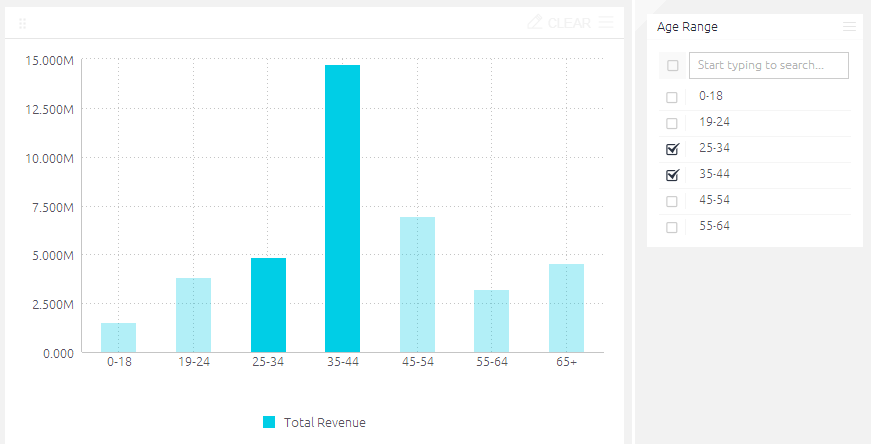 CLEAR
15.000M
12.500M
10.000M
7.500M
5.000M
2.500M
0.000
0-18 19-24 25-34 35-44 45-54 55-64 65+
Total Revenue
Age Range
Start typing to search...
0-18
19-24
25-34
35-44
45-54
55-64